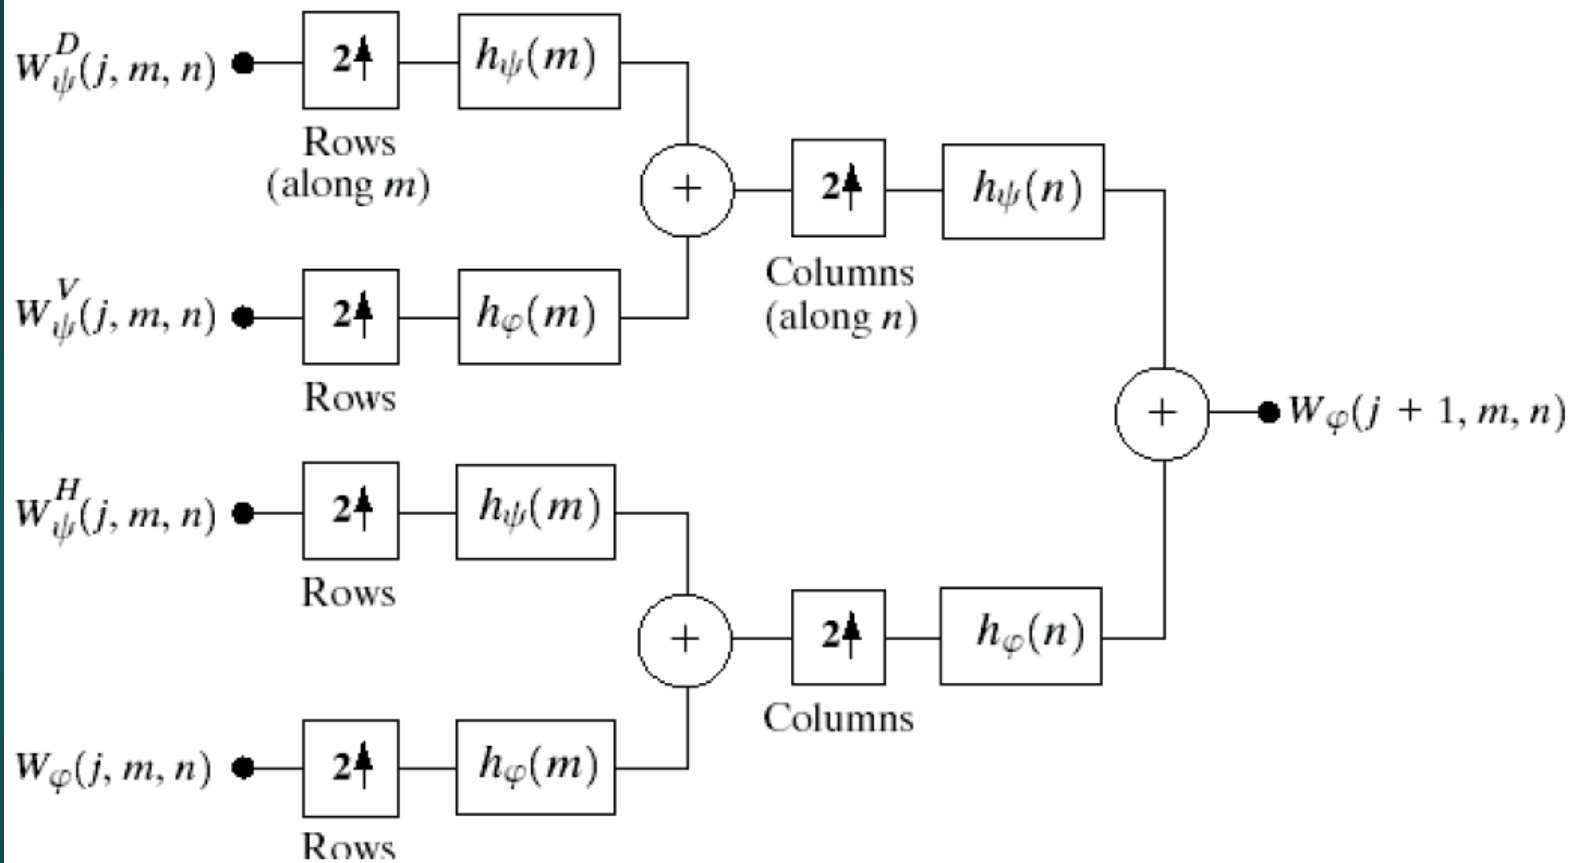 W_ψ^D(j, m, n) 2↑ h_ψ(m)
Rows
(along m)
+ 2↑ h_ψ(n)
Columns
(along n)
W_ψ^V(j, m, n) 2↑ h_φ(m)
Rows
+ W_φ(j + 1, m, n)
W_ψ^H(j, m, n) 2↑ h_ψ(m)
Rows
+ 2↑ h_φ(n)
Columns
W_φ(j, m, n) 2↑ h_φ(m)
Rows